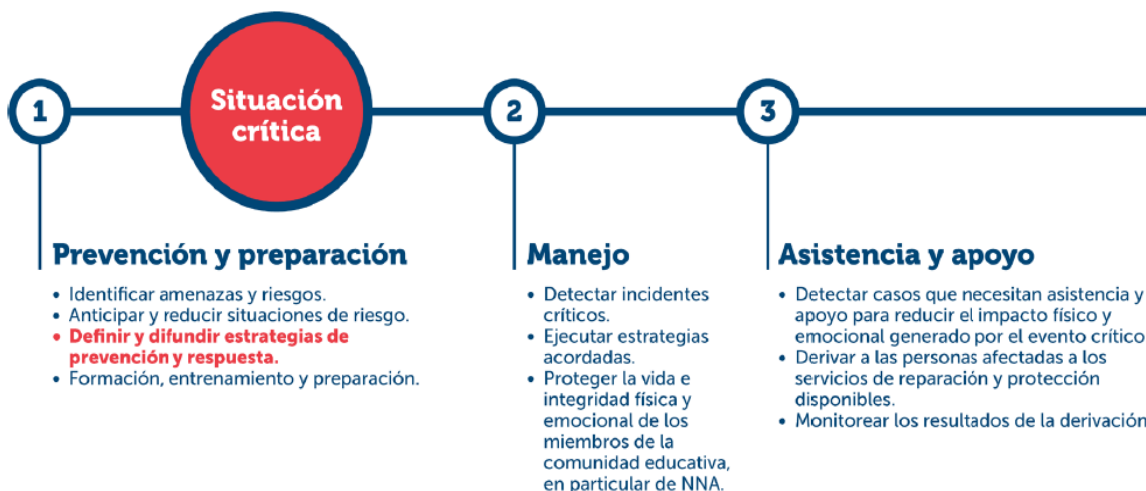 1
Situación
crítica
2
3
Prevención y preparación
• Identificar amenazas y riesgos.
• Anticipar y reducir situaciones de riesgo.
• Definir y difundir estrategias de
prevención y respuesta.
• Formación, entrenamiento y preparación.
Manejo
• Detectar incidentes
críticos.
• Ejecutar estrategias
acordadas.
• Proteger la vida e
integridad física y
emocional de los
miembros de la
comunidad educativa,
en particular de NNA.
Asistencia y apoyo
• Detectar casos que necesitan asistencia y
apoyo para reducir el impacto físico y
emocional generado por el evento crítico
• Derivar a las personas afectadas a los
servicios de reparación y protección
disponibles.
• Monitorear los resultados de la derivación